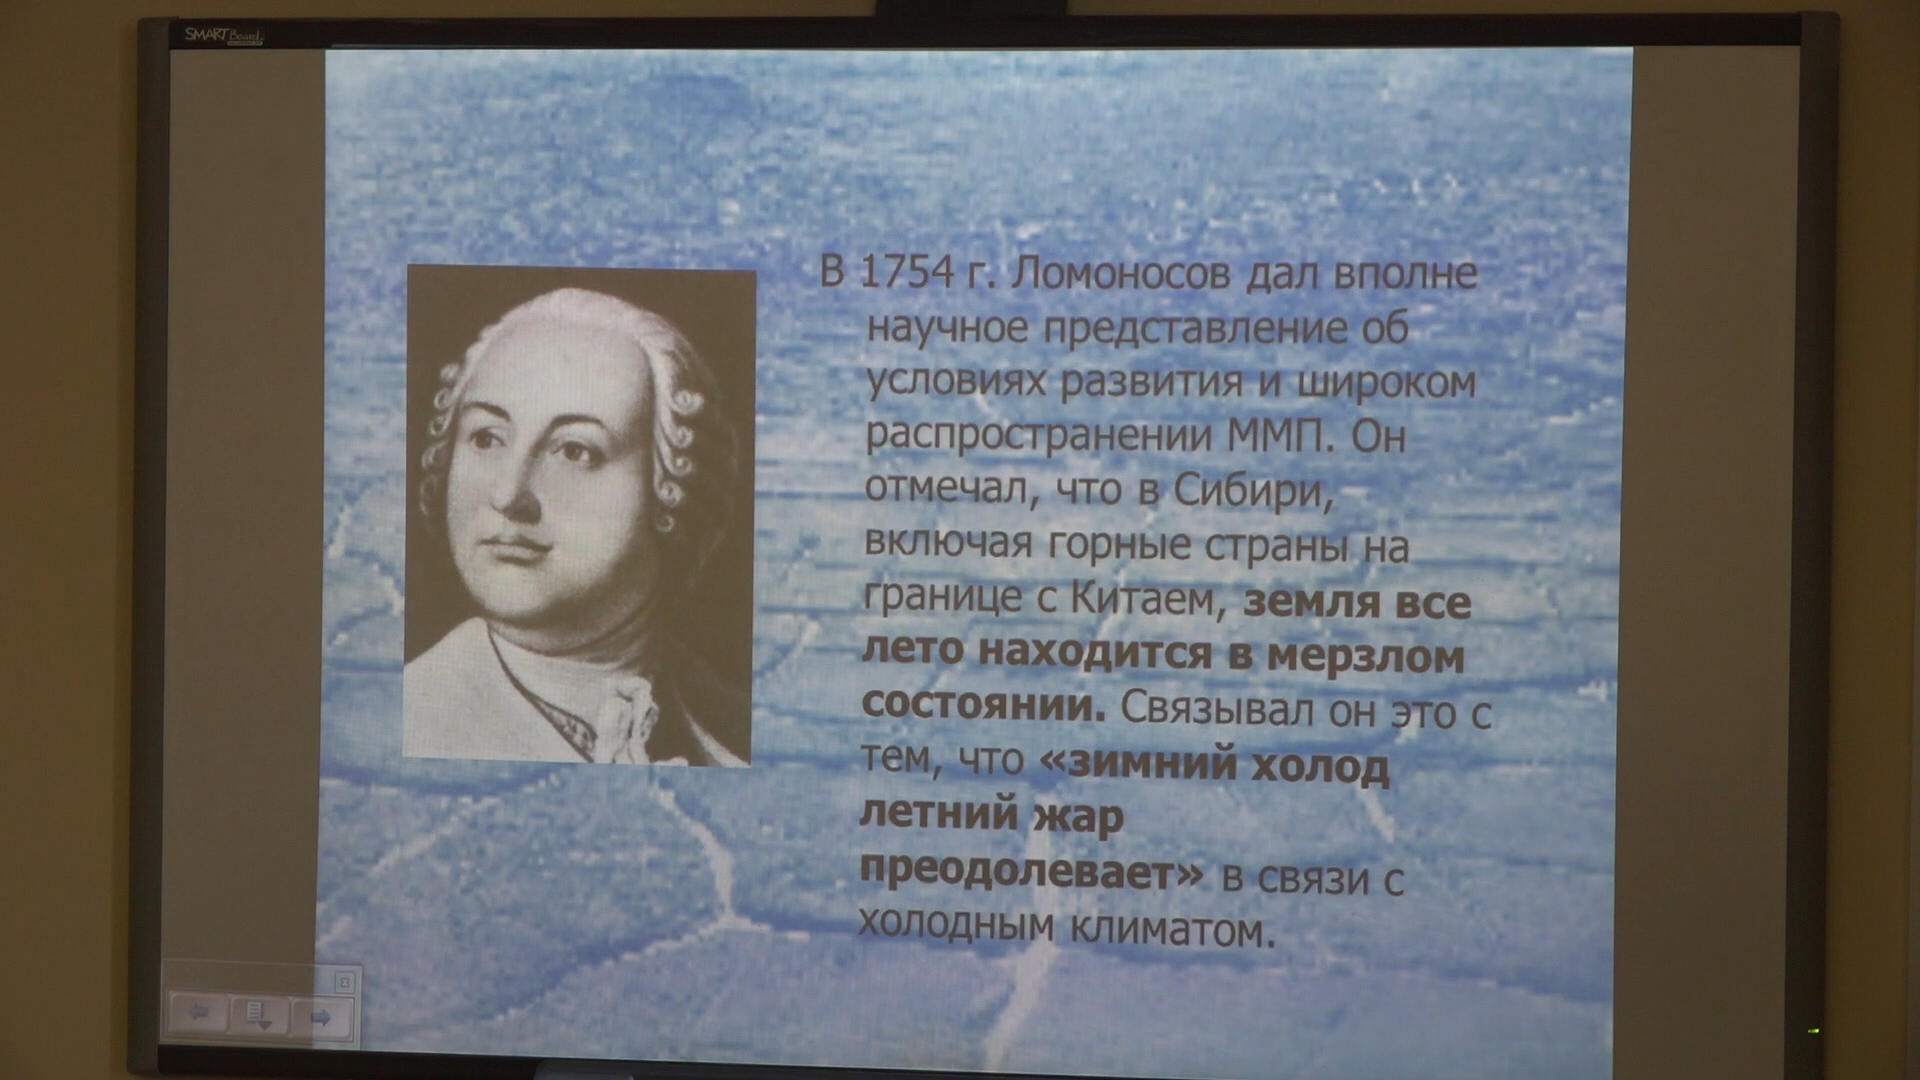 SMART Board
В 1754 г. Ломоносов дал вполне
научное представление об
условиях развития и широком
распространении ММП. Он
отмечал, что в Сибири,
включая горные страны на
границе с Китаем, земля все
лето находится в мерзлом
состоянии. Связывал он это с
тем, что «зимний холод
летний жар
преодолевает» в связи с
холодным климатом.